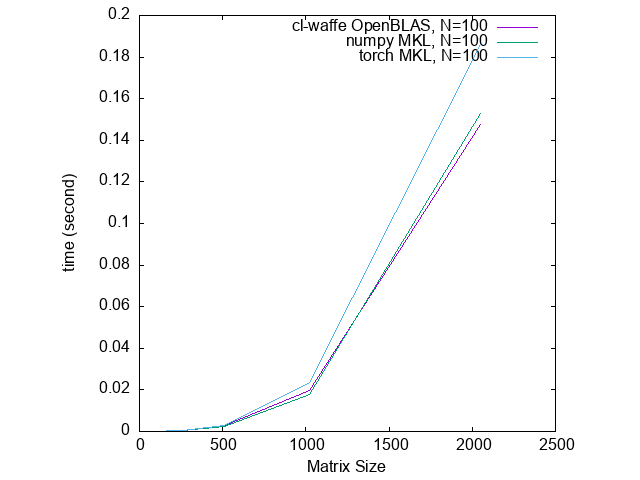 0.2
cl-waffe OpenBLAS, N=100
0.18
numpy MKL, N=100
torch MKL, N=100
0.16
0.14
0.12
0.1
time (second)
0.08
0.06
0.04
0.02
0
0 500 1000 1500 2000 2500
Matrix Size